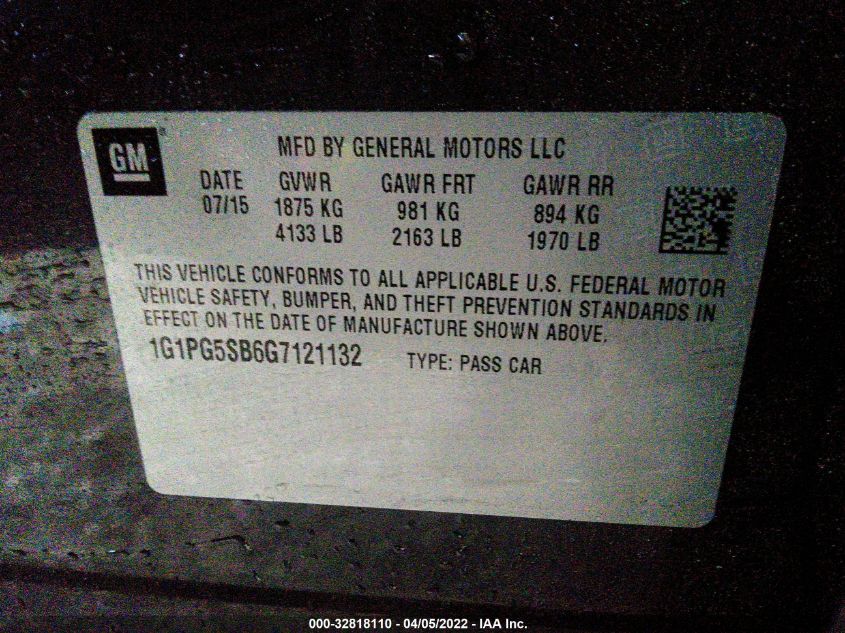 GM
MFD BY GENERAL MOTORS LLC
DATE GVWR GAWR FRT GAWR RR
07/15 1875 KG 981 KG 894 KG
4133 LB 2163 LB 1970 LB
THIS VEHICLE CONFORMS TO ALL APPLICABLE U.S. FEDERAL MOTOR
VEHICLE SAFETY, BUMPER, AND THEFT PREVENTION STANDARDS IN
EFFECT ON THE DATE OF MANUFACTURE SHOWN ABOVE.
1G1PG5SB6G7121132 TYPE: PASS CAR
000-32818110 - 04/05/2022 - IAA Inc.